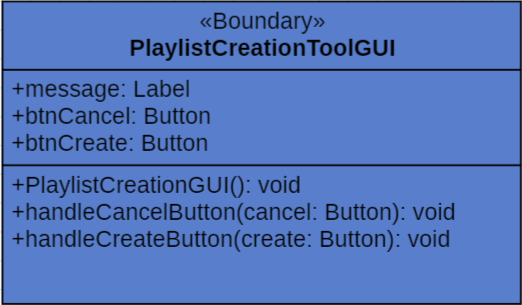 «Boundary»
PlaylistCreationToolGUI
+message: Label
+btnCancel: Button
+btnCreate: Button
+PlaylistCreationGUI(): void
+handleCancelButton(cancel: Button): void
+handleCreateButton(create: Button): void